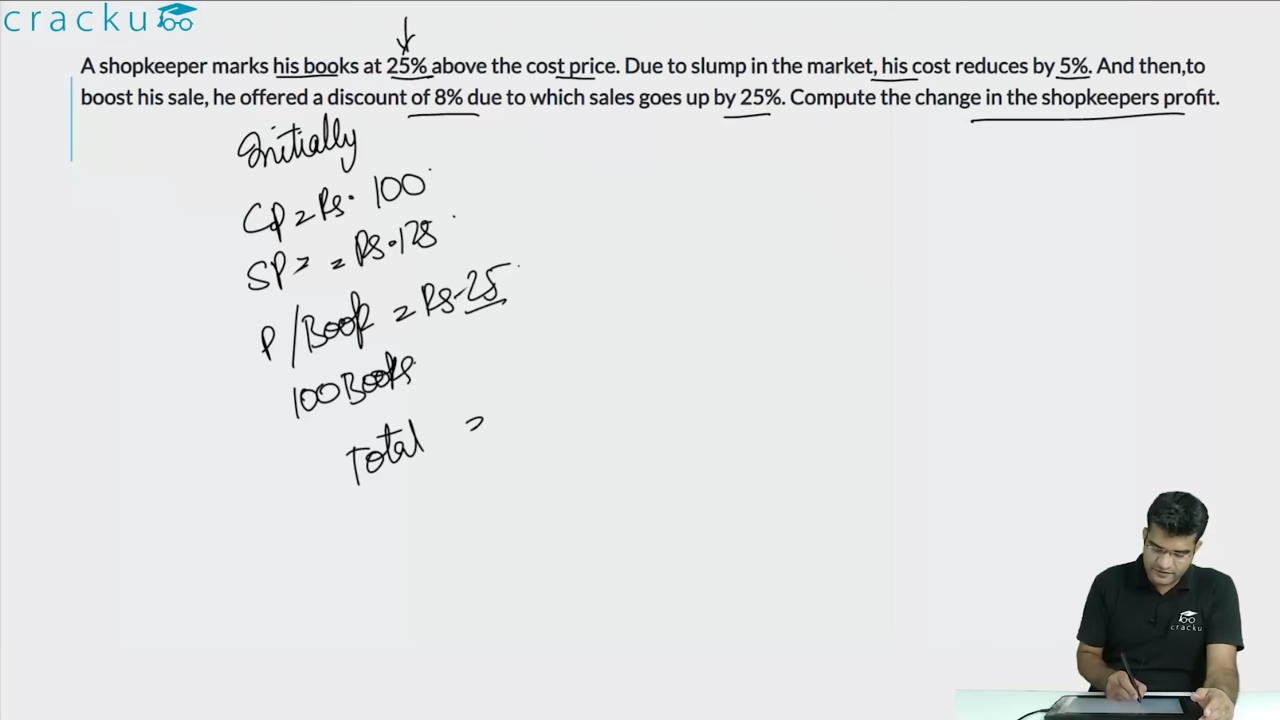 cracku
A shopkeeper marks his books at 25% above the cost price. Due to slump in the market, his cost reduces by 5%. And then,to
boost his sale, he offered a discount of 8% due to which sales goes up by 25%. Compute the change in the shopkeepers profit.
Initially
CP = Rs. 100
SP = = Rs. 125
P/Book = Rs. 25
100 Books
Total =
cracku